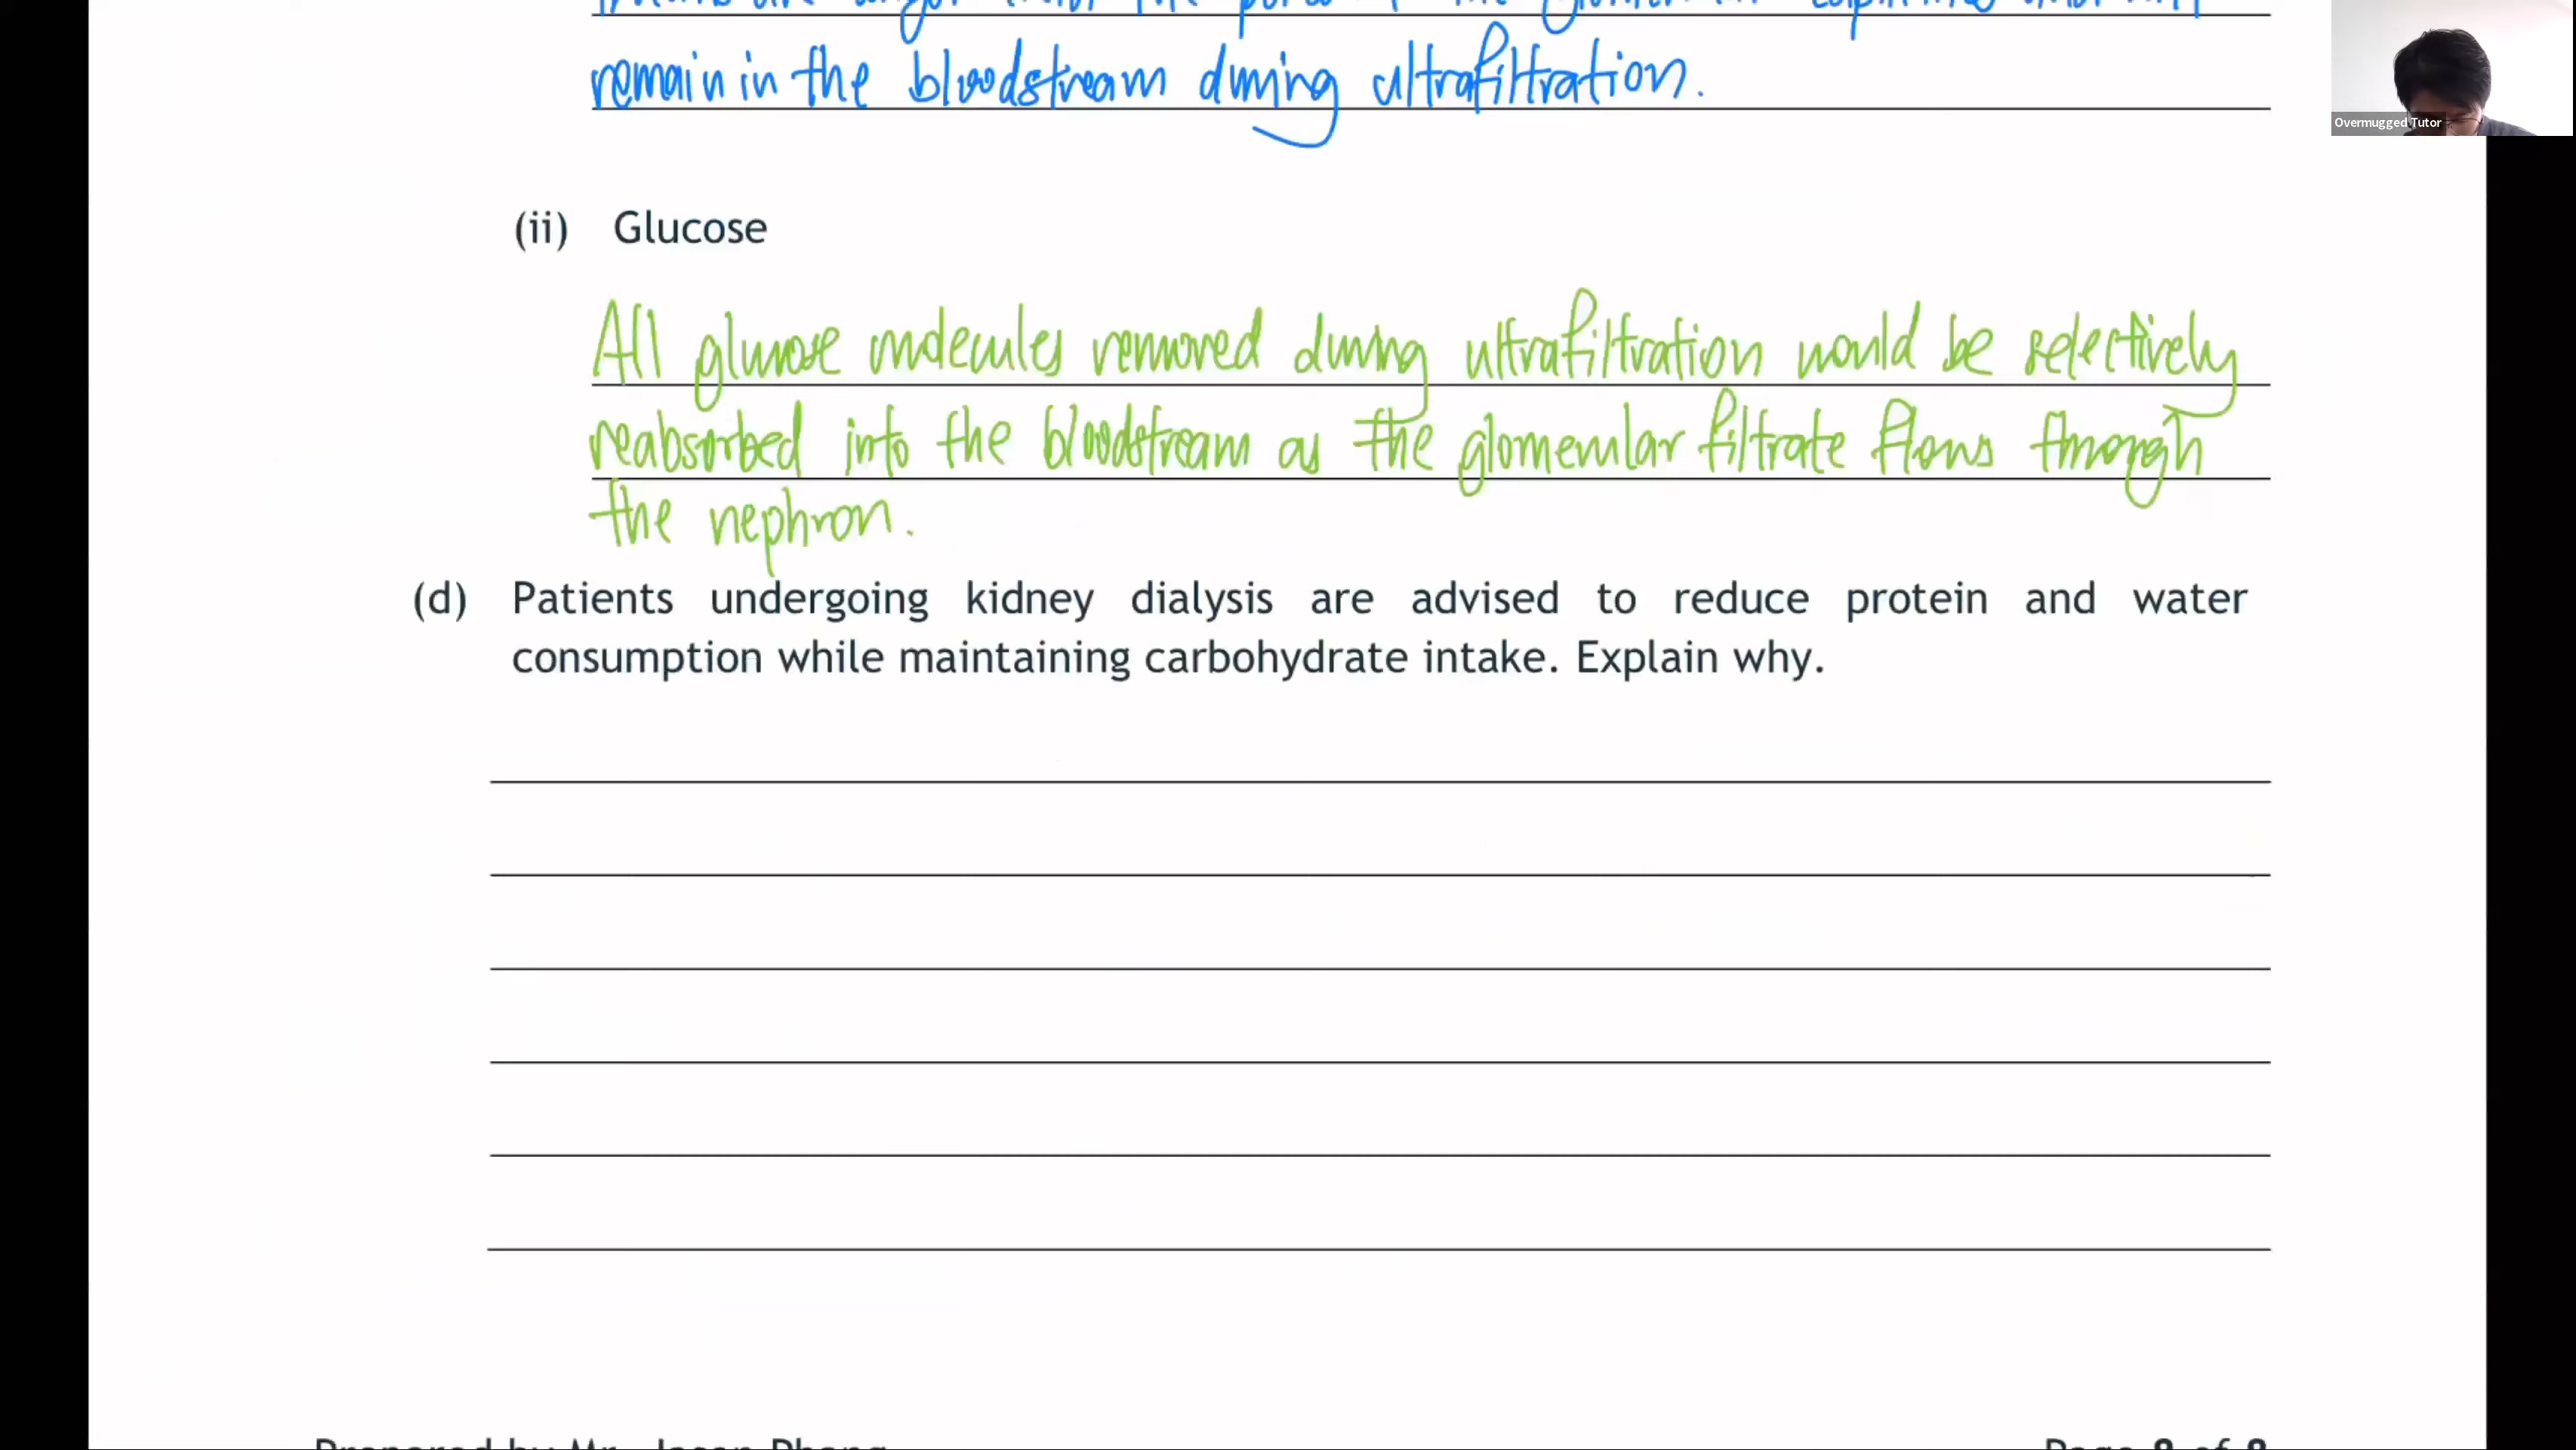 remain in the bloodstream during ultrafiltration.
Overmugged Tutor
(ii) Glucose
All glucose molecules removed during ultrafiltration would be selectively
reabsorbed into the bloodstream as the glomerular filtrate flows through
the nephron.
(d) Patients undergoing kidney dialysis are advised to reduce protein and water
consumption while maintaining carbohydrate intake. Explain why.